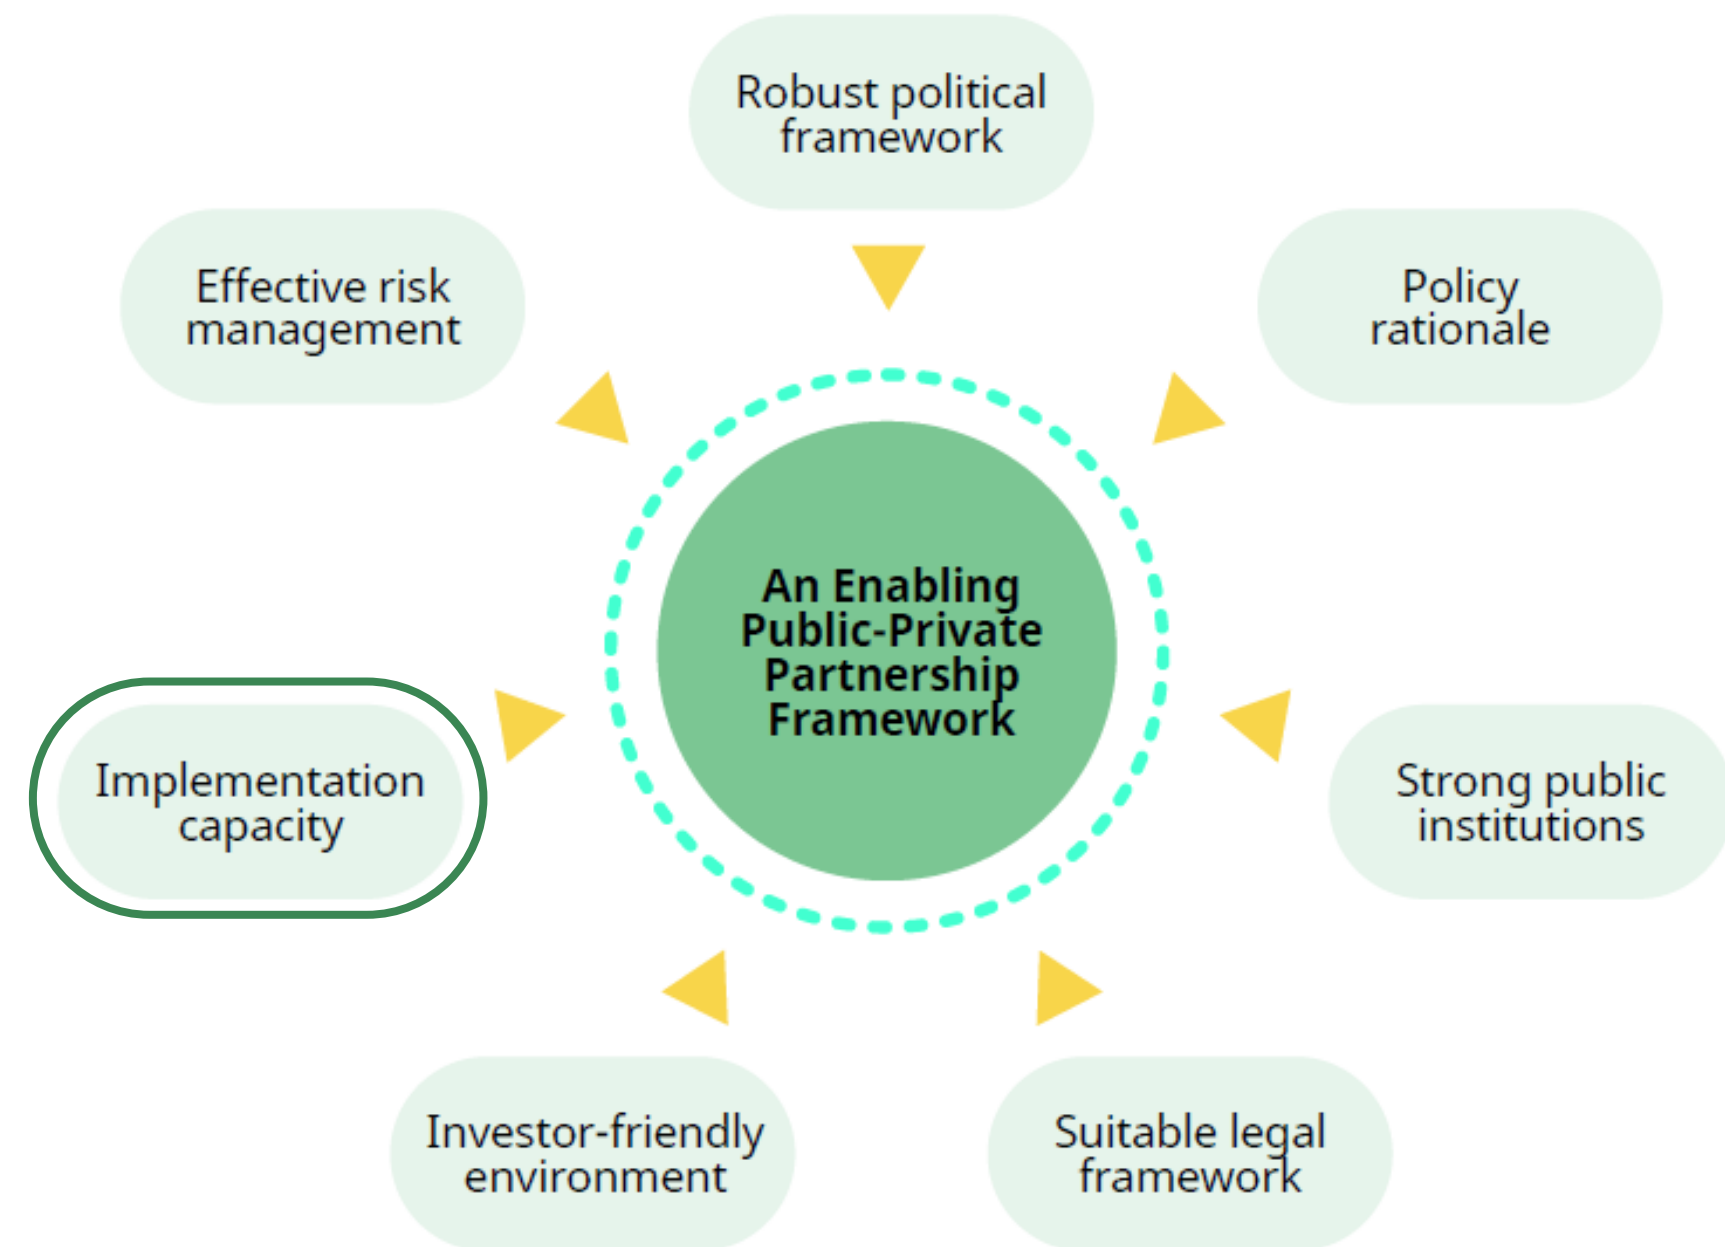 Robust political
framework
Effective risk
management
Policy
rationale
An Enabling
Public-Private
Partnership
Framework
Implementation
capacity
Strong public
institutions
Investor-friendly
environment
Suitable legal
framework